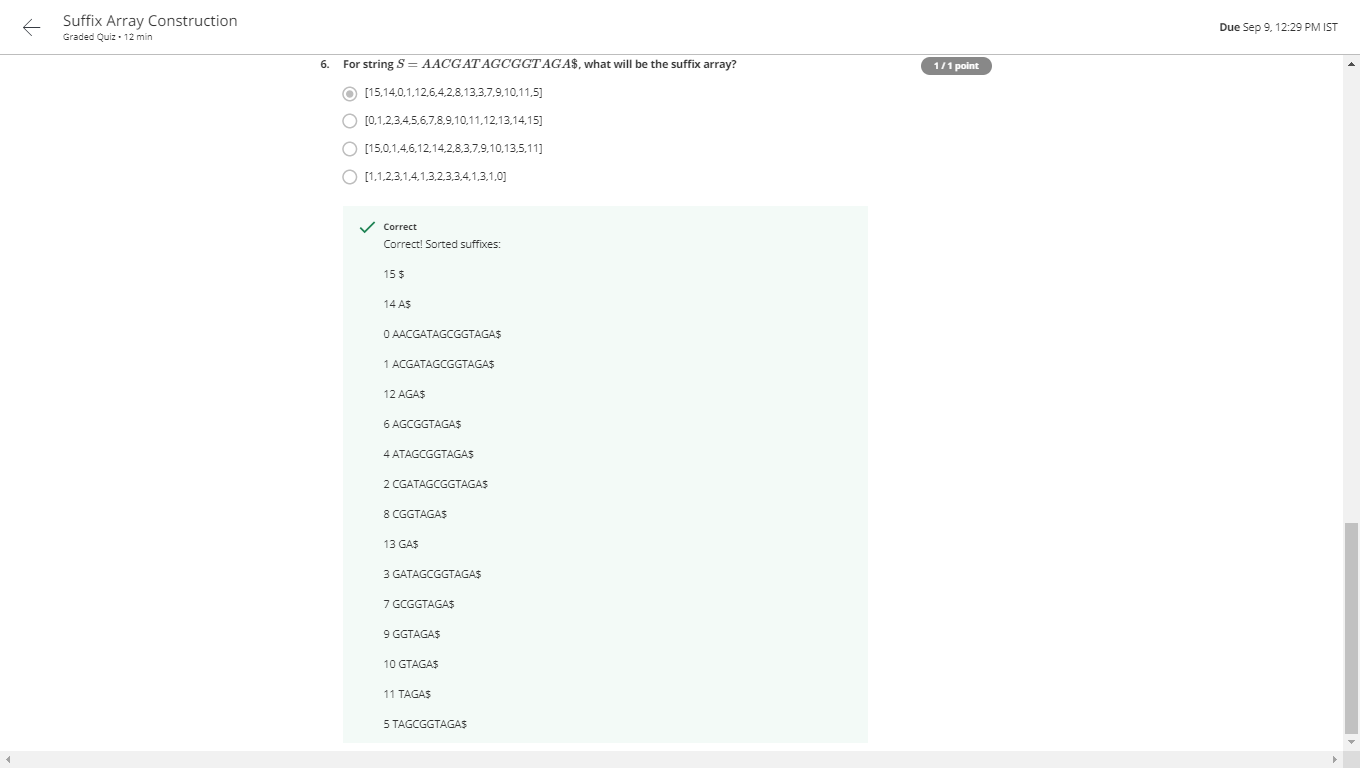 Suffix Array Construction
Graded Quiz • 12 min
Due Sep 9, 12:29 PM IST
6. For string S = AACGATAGCGGTAGA$, what will be the suffix array?
1 / 1 point
[15,14,0,1,12,6,4,2,8,13,3,7,9,10,11,5]
[0,1,2,3,4,5,6,7,8,9,10,11,12,13,14,15]
[15,0,1,4,6,12,14,2,8,3,7,9,10,13,5,11]
[1,1,2,3,1,4,1,3,2,3,3,4,1,3,1,0]
Correct
Correct! Sorted suffixes:
15 $
14 A$
0 AACGATAGCGGTAGA$
1 ACGATAGCGGTAGA$
12 AGA$
6 AGCGGTAGA$
4 ATAGCGGTAGA$
2 CGATAGCGGTAGA$
8 CGGTAGA$
13 GA$
3 GATAGCGGTAGA$
7 GCGGTAGA$
9 GGTAGA$
10 GTAGA$
11 TAGA$
5 TAGCGGTAGA$